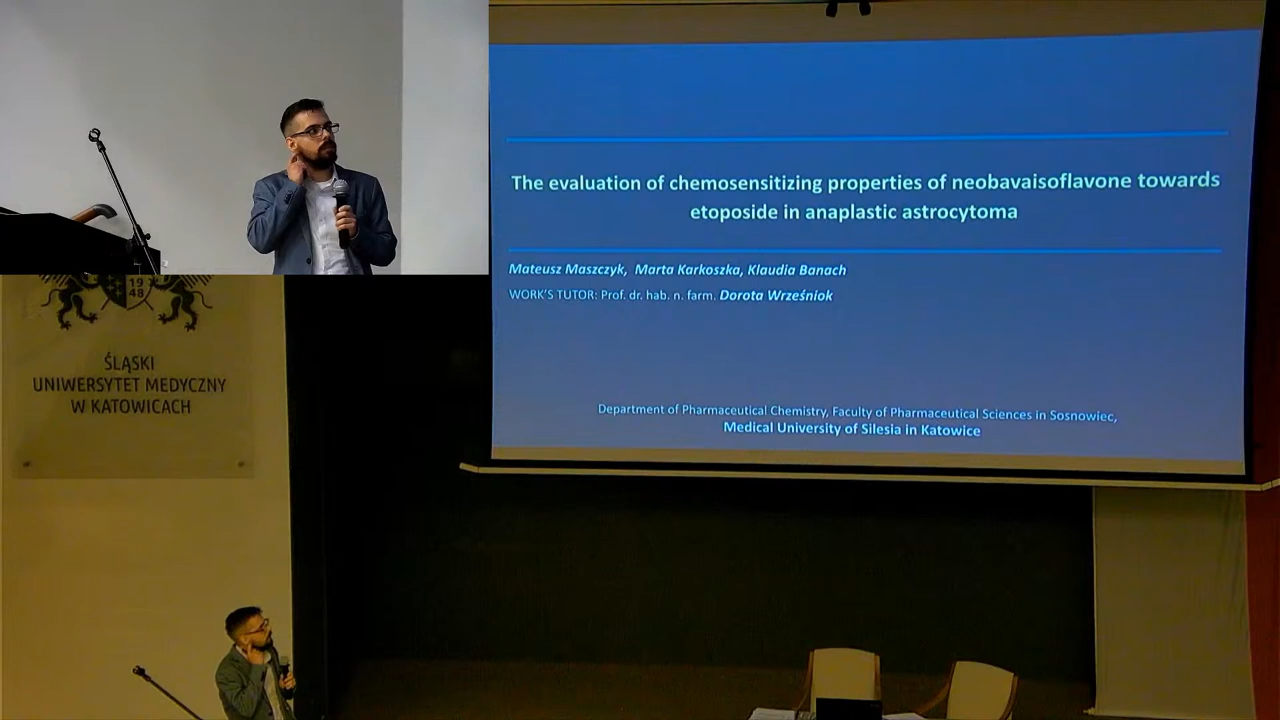 The evaluation of chemosensitizing properties of neobavaisoflavone towards
etoposide in anaplastic astrocytoma
Mateusz Maszczyk, Marta Karkoszka, Klaudia Banach
WORK'S TUTOR: Prof. dr. hab. n. farm. Dorota Wrześniok
Department of Pharmaceutical Chemistry, Faculty of Pharmaceutical Sciences in Sosnowiec,
Medical University of Silesia in Katowice
19
48
ŚLĄSKI
UNIWERSYTET MEDYCZNY
W KATOWICACH